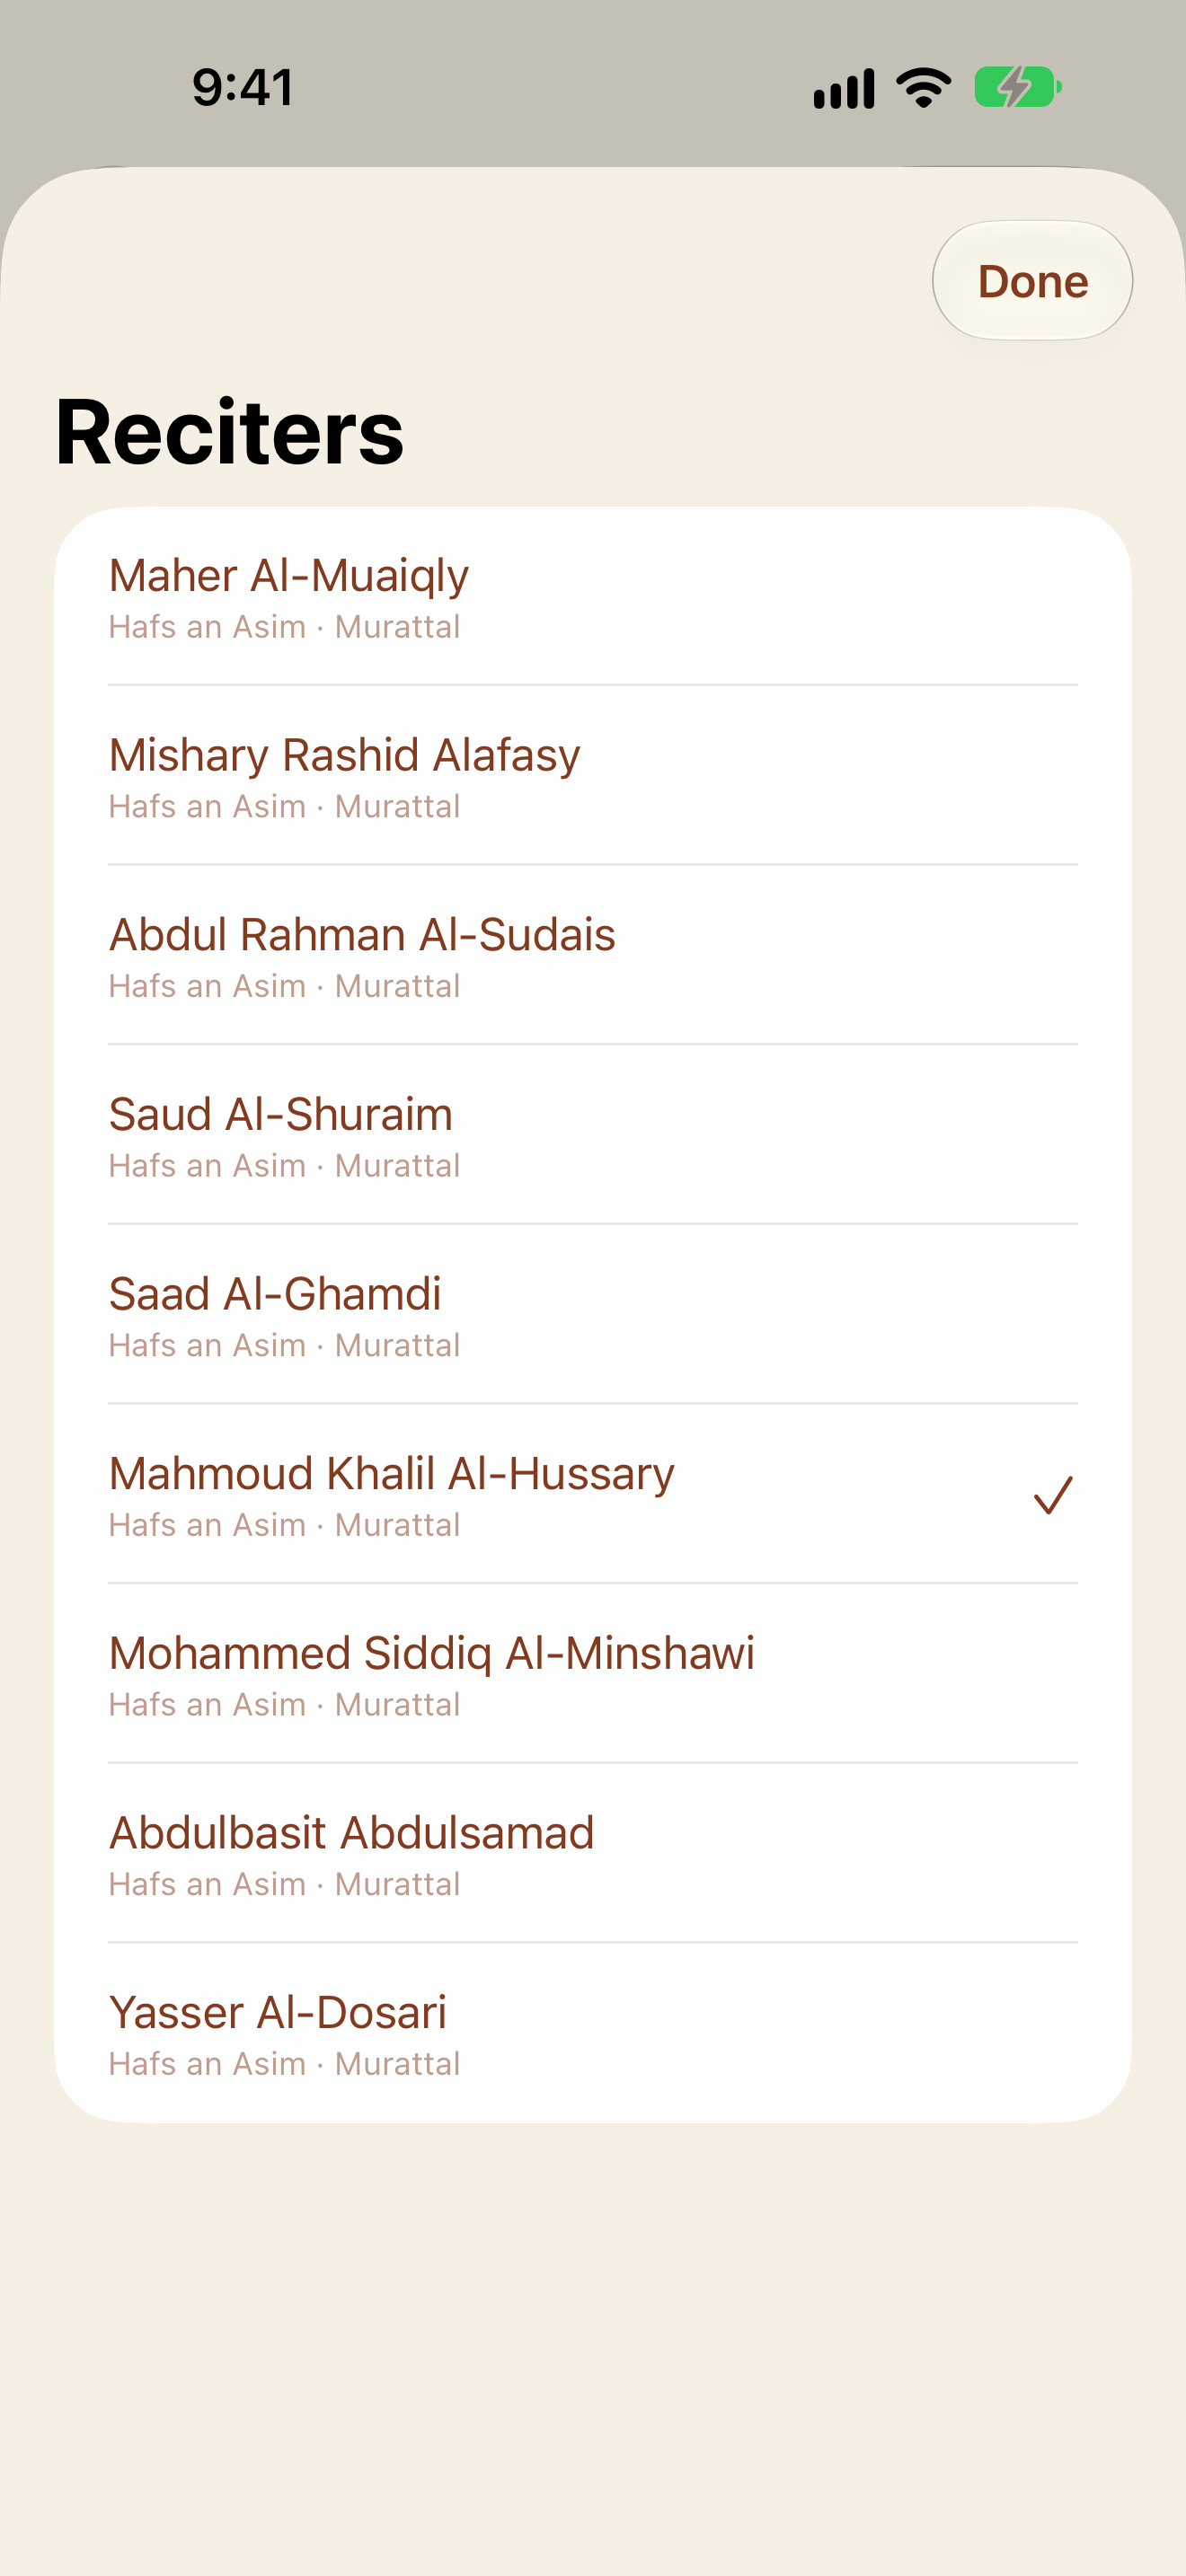 9:41
Done
Reciters
Maher Al-Muaiqly
Hafs an Asim · Murattal
Mishary Rashid Alafasy
Hafs an Asim · Murattal
Abdul Rahman Al-Sudais
Hafs an Asim · Murattal
Saud Al-Shuraim
Hafs an Asim · Murattal
Saad Al-Ghamdi
Hafs an Asim · Murattal
Mahmoud Khalil Al-Hussary
Hafs an Asim · Murattal
Mohammed Siddiq Al-Minshawi
Hafs an Asim · Murattal
Abdulbasit Abdulsamad
Hafs an Asim · Murattal
Yasser Al-Dosari
Hafs an Asim · Murattal